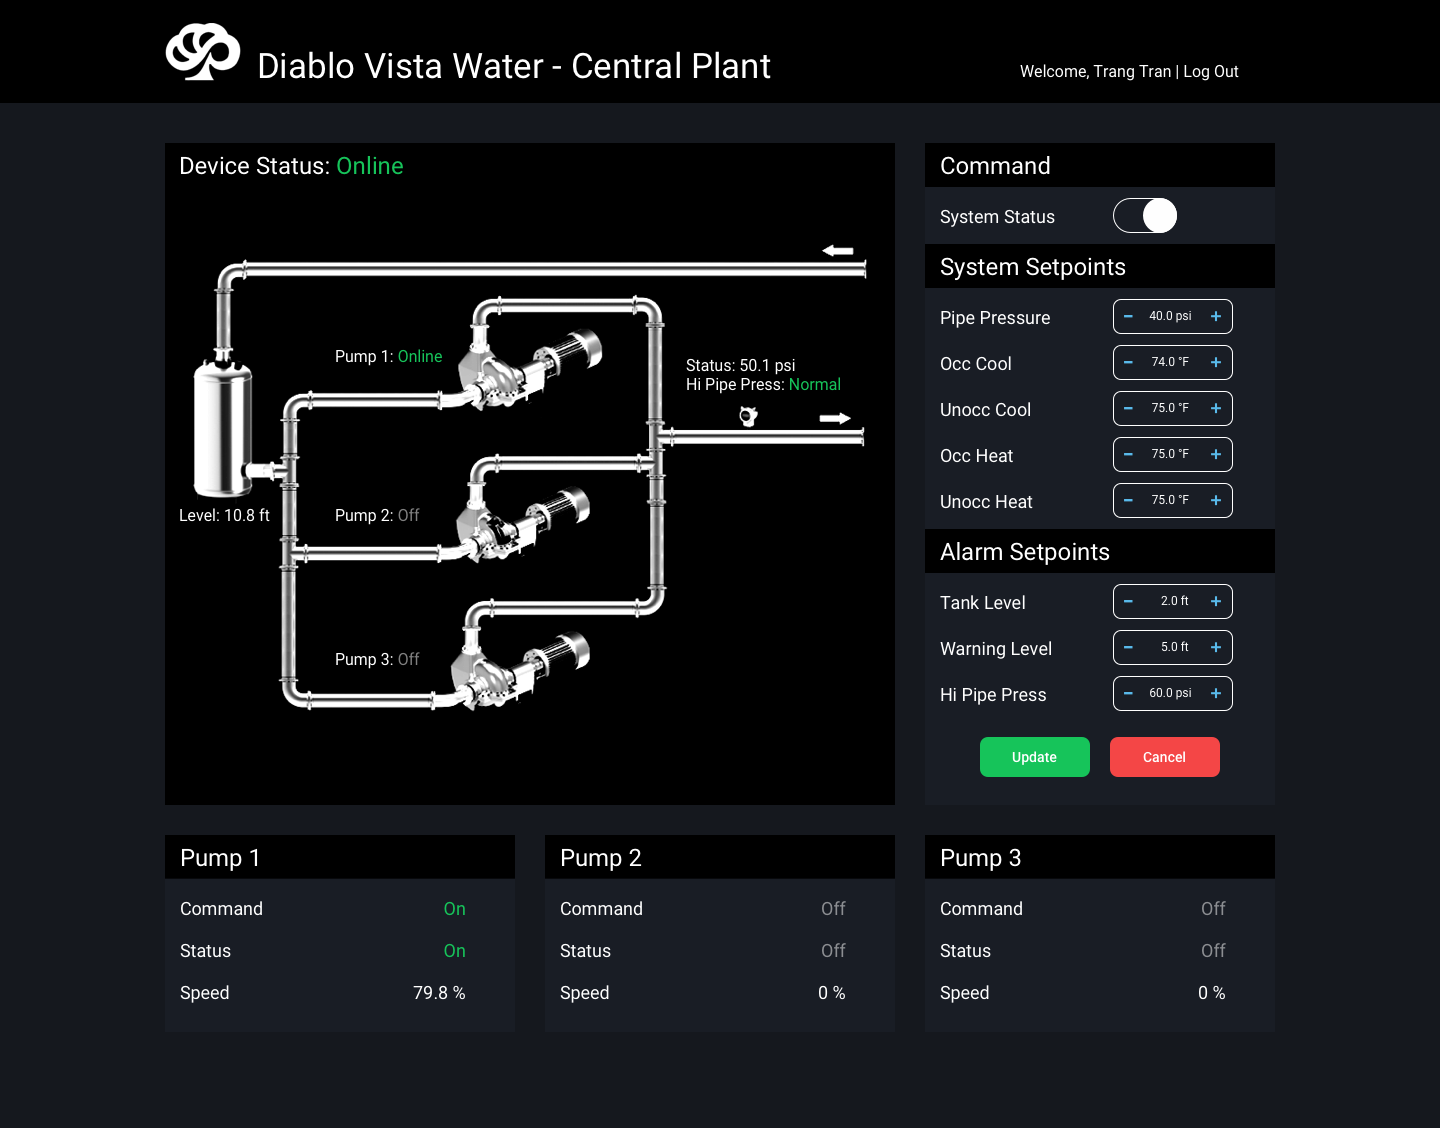 Diablo Vista Water - Central Plant
Welcome, Trang Tran | Log Out
Device Status: Online
Pump 1: Online
Status: 50.1 psi
Hi Pipe Press: Normal
Level: 10.8 ft
Pump 2: Off
Pump 3: Off
Command
System Status
System Setpoints
Pipe Pressure - 40.0 psi +
Occ Cool - 74.0 °F +
Unocc Cool - 75.0 °F +
Occ Heat - 75.0 °F +
Unocc Heat - 75.0 °F +
Alarm Setpoints
Tank Level - 2.0 ft +
Warning Level - 5.0 ft +
Hi Pipe Press - 60.0 psi +
Update Cancel
Pump 1
Command On
Status On
Speed 79.8 %
Pump 2
Command Off
Status Off
Speed 0 %
Pump 3
Command Off
Status Off
Speed 0 %